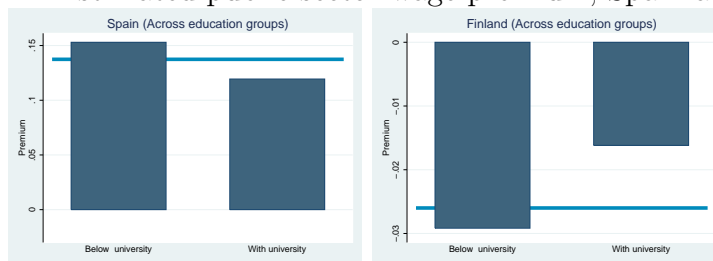 Spain (Across education groups)
Premium
.15
.1
.05
0
Below university
With university
Finland (Across education groups)
Premium
0
-.01
-.02
-.03
Below university
With university